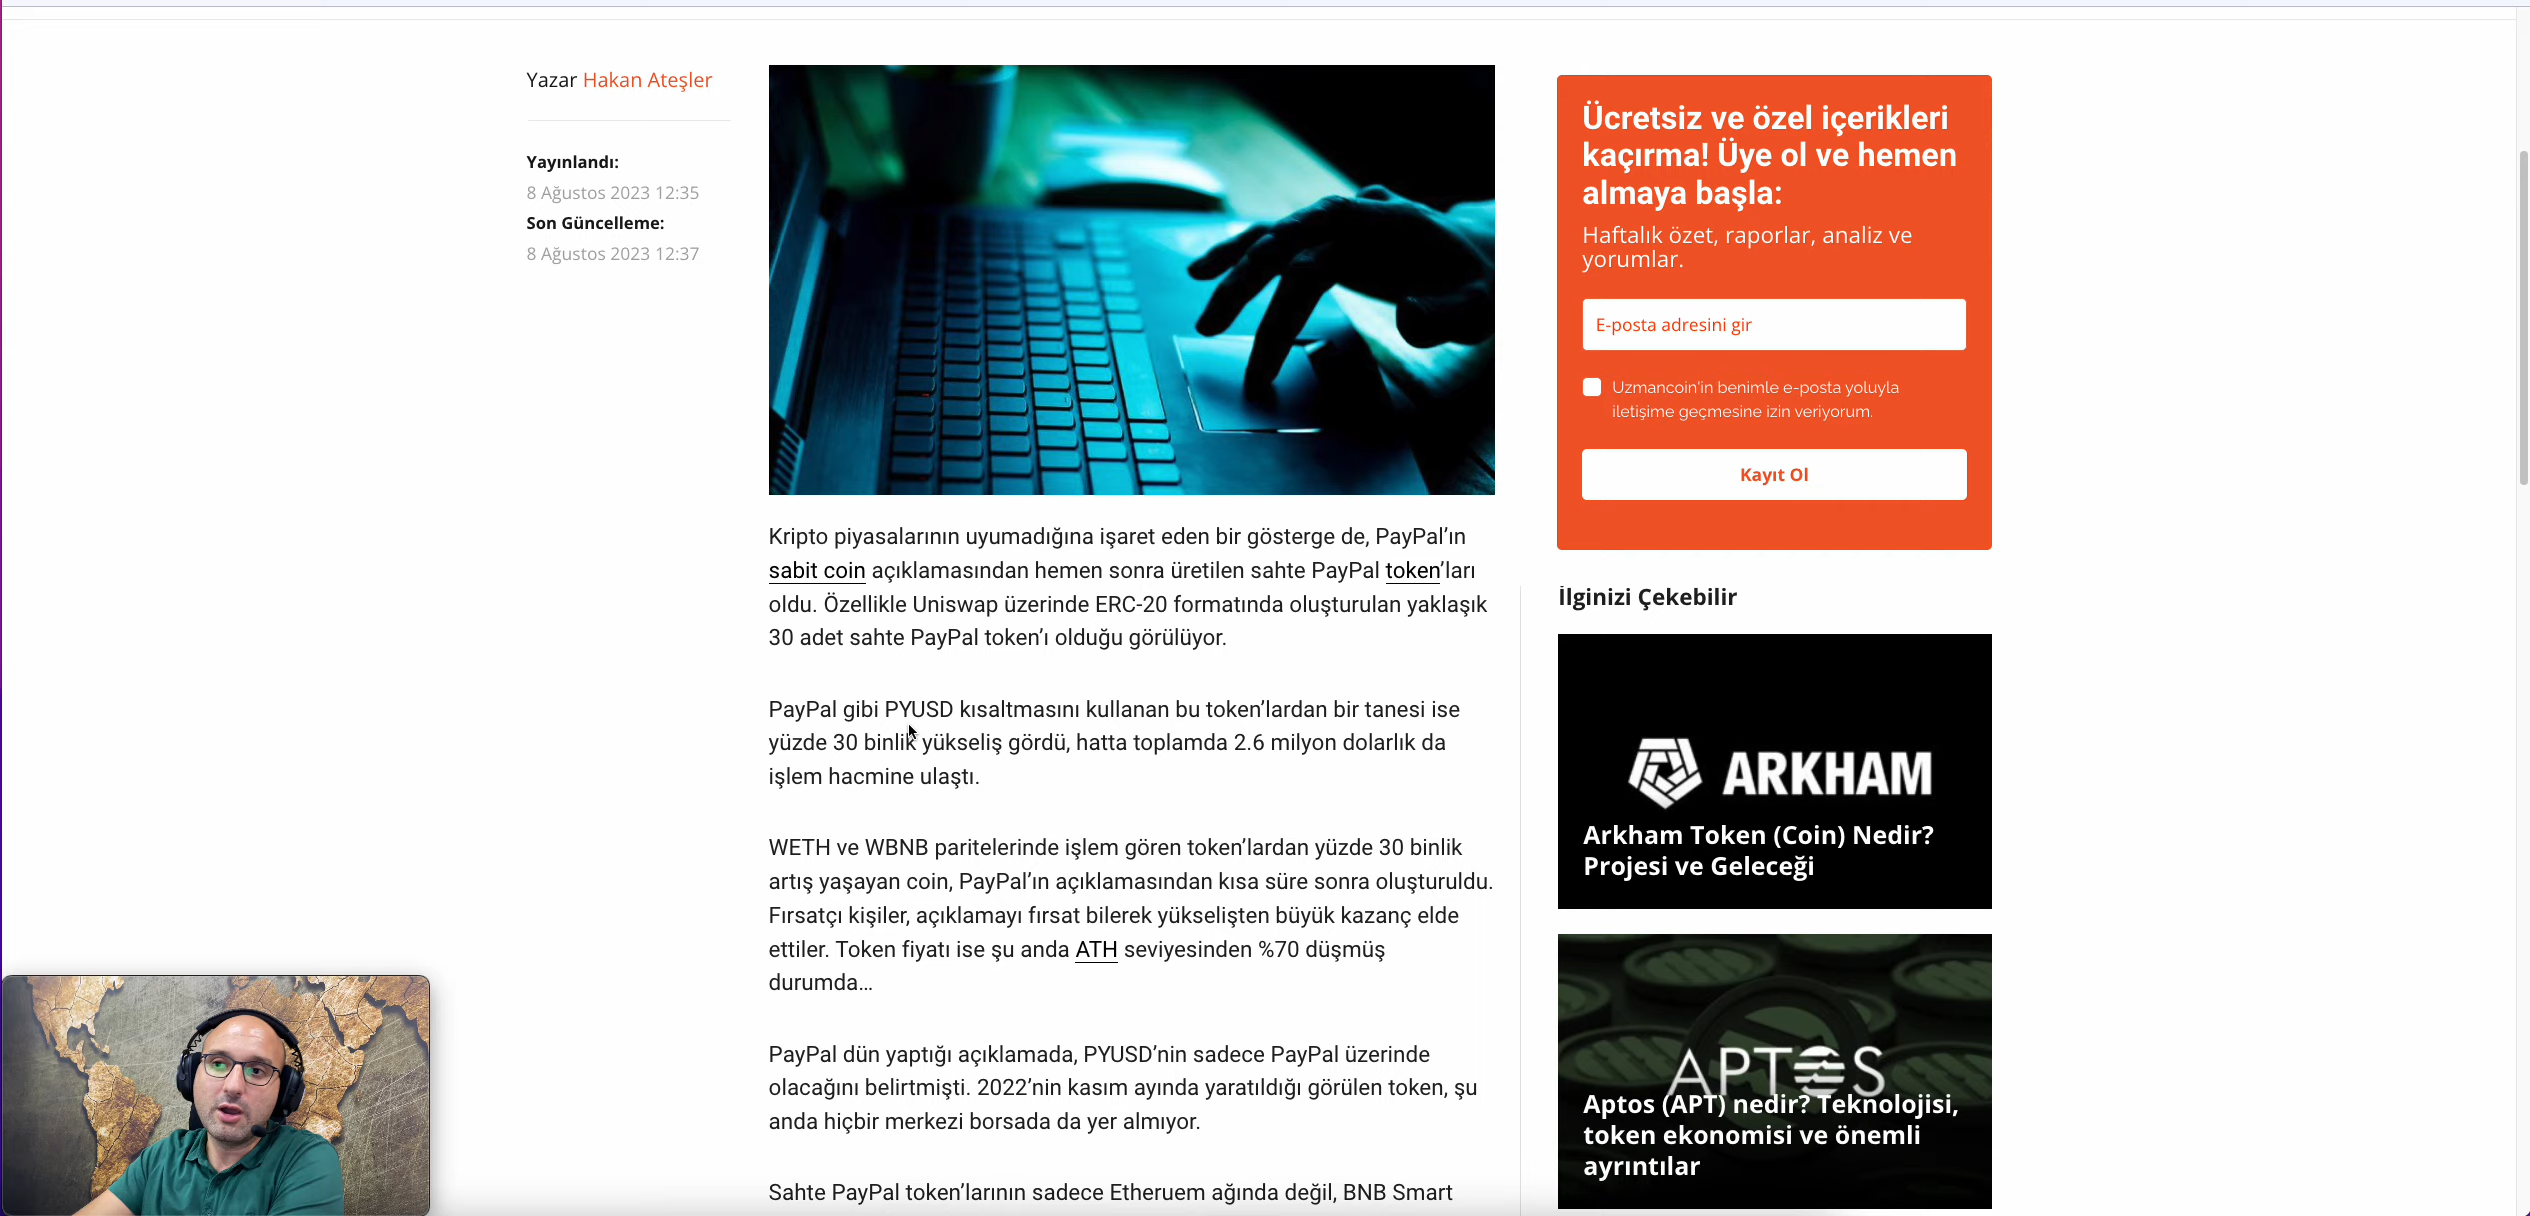 Yazar Hakan Ateşler
Yayınlandı:
8 Ağustos 2023 12:35
Son Güncelleme:
8 Ağustos 2023 12:37
Kripto piyasalarının uyumadığına işaret eden bir gösterge de, PayPal’ın
sabit coin açıklamasından hemen sonra üretilen sahte PayPal token’ları
oldu. Özellikle Uniswap üzerinde ERC-20 formatında oluşturulan yaklaşık
30 adet sahte PayPal token’ı olduğu görülüyor.
PayPal gibi PYUSD kısaltmasını kullanan bu token’lardan bir tanesi ise
yüzde 30 binlik yükseliş gördü, hatta toplamda 2.6 milyon dolarlık da
işlem hacmine ulaştı.
WETH ve WBNB paritelerinde işlem gören token’lardan yüzde 30 binlik
artış yaşayan coin, PayPal’ın açıklamasından kısa süre sonra oluşturuldu.
Fırsatçı kişiler, açıklamayı fırsat bilerek yükselişten büyük kazanç elde
ettiler. Token fiyatı ise şu anda ATH seviyesinden %70 düşmüş
durumda…
PayPal dün yaptığı açıklamada, PYUSD’nin sadece PayPal üzerinde
olacağını belirtmişti. 2022’nin kasım ayında yaratıldığı görülen token, şu
anda hiçbir merkezi borsada da yer almıyor.
Sahte PayPal token’larının sadece Etheruem ağında değil, BNB Smart
Ücretsiz ve özel içerikleri
kaçırma! Üye ol ve hemen
almaya başla:
Haftalık özet, raporlar, analiz ve
yorumlar.
E-posta adresini gir
Uzmancoin'in benimle e-posta yoluyla
iletişime geçmesine izin veriyorum.
Kayıt Ol
İlginizi Çekebilir
ARKHAM
Arkham Token (Coin) Nedir?
Projesi ve Geleceği
APTOS
Aptos (APT) nedir? Teknolojisi,
token ekonomisi ve önemli
ayrıntılar